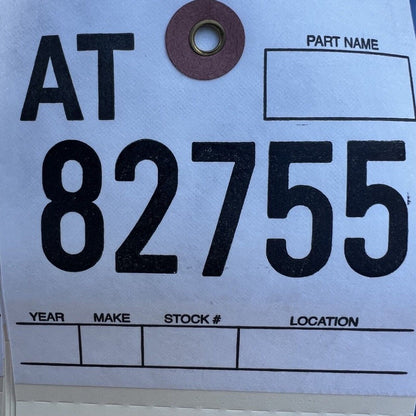 AT
PART NAME
82755
YEAR MAKE STOCK # LOCATION